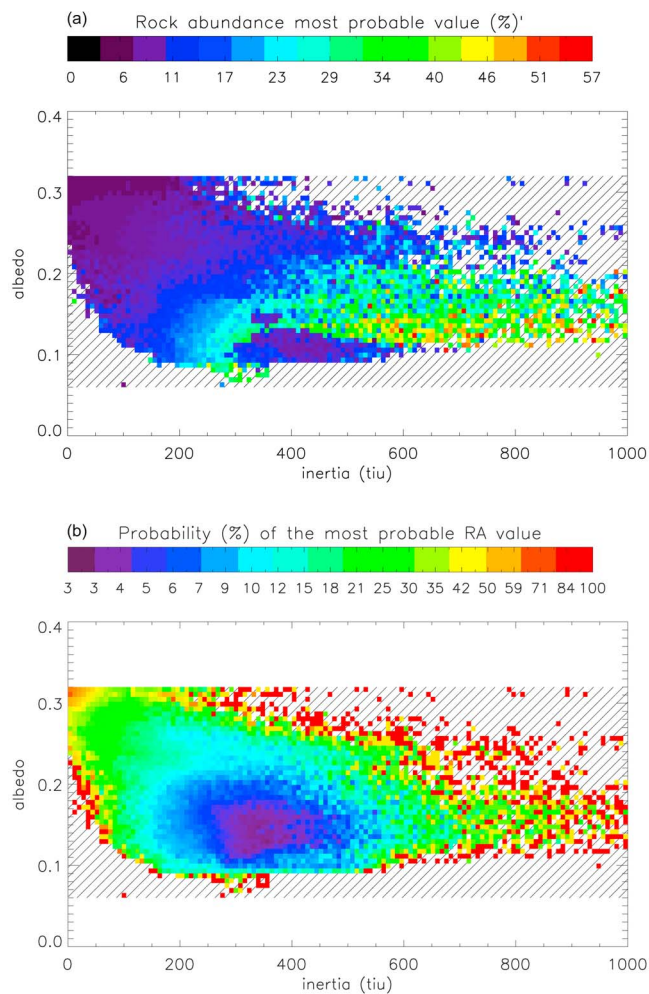 (a) Rock abundance most probable value (%)'
0 6 11 17 23 29 34 40 46 51 57
0.4
0.3
0.2
0.1
0.0
albedo
0 200 400 600 800 1000
inertia (tiu)
(b) Probability (%) of the most probable RA value
3 3 4 5 6 7 9 10 12 15 18 21 25 30 35 42 50 59 71 84 100
0.4
0.3
0.2
0.1
0.0
albedo
0 200 400 600 800 1000
inertia (tiu)